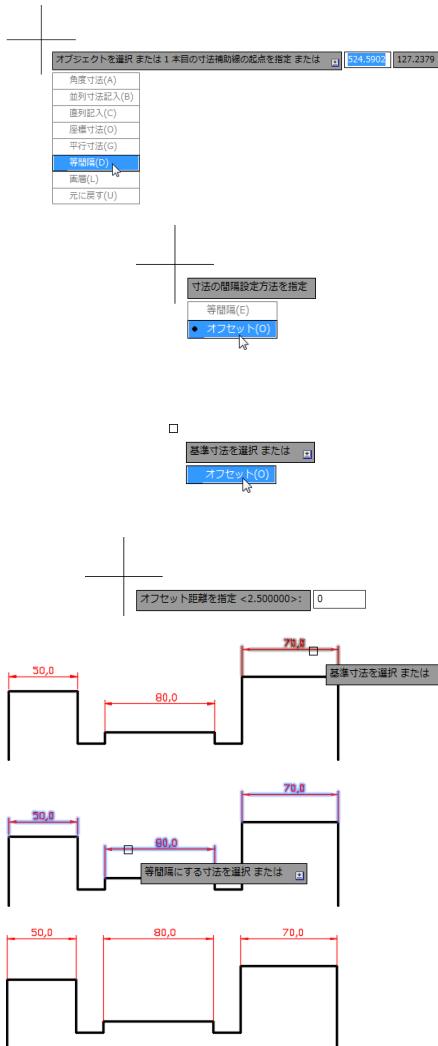 オブジェクトを選択 または 1 本目の寸法補助線の起点を指定 または 524.5902 127.2379
角度寸法(A)
並列寸法記入(B)
直列記入(C)
座標寸法(O)
平行寸法(G)
等間隔(D)
画層(L)
元に戻す(U)
寸法の間隔設定方法を指定
等間隔(E)
オフセット(O)
基準寸法を選択 または
オフセット(O)
オフセット距離を指定 <2.500000>: 0
70,0
50,0
基準寸法を選択 または
80,0
70,0
50,0
80,0
等間隔にする寸法を選択 または
50,0 80,0 70,0